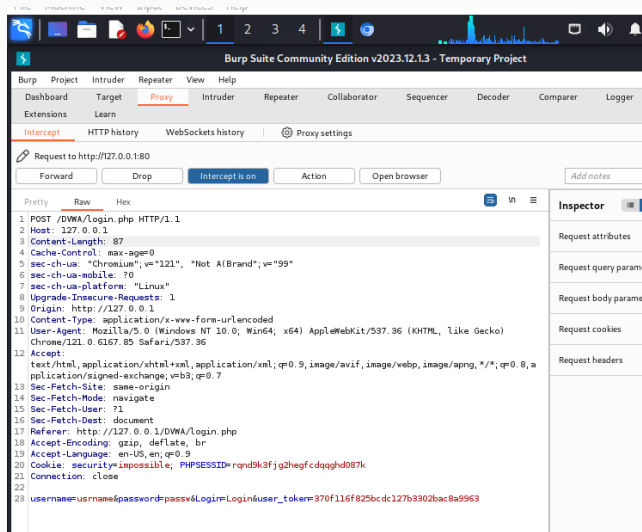 File Machine View Input Devices Help
1 2 3 4
Burp Suite Community Edition v2023.12.1.3 - Temporary Project
Burp Project Intruder Repeater View Help
Dashboard Target Proxy Intruder Repeater Collaborator Sequencer Decoder Comparer Logger
Extensions Learn
Intercept HTTP history WebSockets history Proxy settings
Request to http://127.0.0.1:80
Forward Drop Intercept is on Action Open browser Add notes
Pretty Raw Hex \n Inspector
1 POST /DVWA/login.php HTTP/1.1
2 Host: 127.0.0.1
3 Content-Length: 87
4 Cache-Control: max-age=0
5 sec-ch-ua: "Chromium";v="121", "Not A(Brand";v="99"
6 sec-ch-ua-mobile: ?0
7 sec-ch-ua-platform: "Linux"
8 Upgrade-Insecure-Requests: 1
9 Origin: http://127.0.0.1
10 Content-Type: application/x-www-form-urlencoded
11 User-Agent: Mozilla/5.0 (Windows NT 10.0; Win64; x64) AppleWebKit/537.36 (KHTML, like Gecko)
Chrome/121.0.6167.85 Safari/537.36
12 Accept:
text/html,application/xhtml+xml,application/xml;q=0.9,image/avif,image/webp,image/apng,*/*;q=0.8,a
pplication/signed-exchange;v=b3;q=0.7
13 Sec-Fetch-Site: same-origin
14 Sec-Fetch-Mode: navigate
15 Sec-Fetch-User: ?1
16 Sec-Fetch-Dest: document
17 Referer: http://127.0.0.1/DVWA/login.php
18 Accept-Encoding: gzip, deflate, br
19 Accept-Language: en-US,en;q=0.9
20 Cookie: security=impossible; PHPSESSID=rqnd9k3fjg2hegfcdqqghd087k
21 Connection: close
22
23 username=usrname&password=passw&Login=Login&user_token=370f116f825bcdc127b3302bac8a9963
Request attributes
Request query parame
Request body parame
Request cookies
Request headers